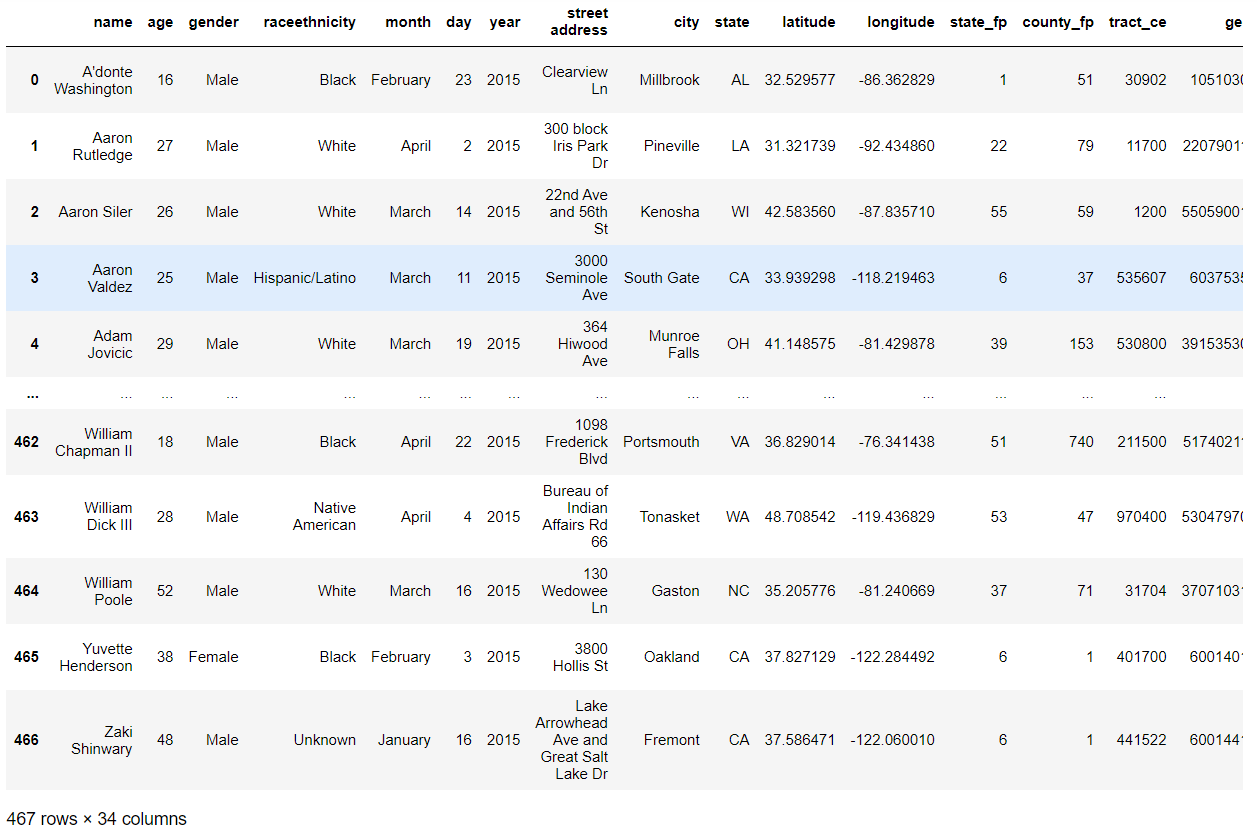 name age gender raceethnicity month day year street address city state latitude longitude state_fp county_fp tract_ce ge
0 A'donte Washington 16 Male Black February 23 2015 Clearview Ln Millbrook AL 32.529577 -86.362829 1 51 30902 105103
1 Aaron Rutledge 27 Male White April 2 2015 300 block Iris Park Dr Pineville LA 31.321739 -92.434860 22 79 11700 2207901
2 Aaron Siler 26 Male White March 14 2015 22nd Ave and 56th St Kenosha WI 42.583560 -87.835710 55 59 1200 5505900
3 Aaron Valdez 25 Male Hispanic/Latino March 11 2015 3000 Seminole Ave South Gate CA 33.939298 -118.219463 6 37 535607 603753
4 Adam Jovicic 29 Male White March 19 2015 364 Hiwood Ave Munroe Falls OH 41.148575 -81.429878 39 153 530800 3915353
... ... ... ... ... ... ... ... ... ... ... ... ... ... ... ...
462 William Chapman II 18 Male Black April 22 2015 1098 Frederick Blvd Portsmouth VA 36.829014 -76.341438 51 740 211500 5174021
463 William Dick III 28 Male Native American April 4 2015 Bureau of Indian Affairs Rd 66 Tonasket WA 48.708542 -119.436829 53 47 970400 5304797
464 William Poole 52 Male White March 16 2015 130 Wedowee Ln Gaston NC 35.205776 -81.240669 37 71 31704 3707103
465 Yuvette Henderson 38 Female Black February 3 2015 3800 Hollis St Oakland CA 37.827129 -122.284492 6 1 401700 600140
466 Zaki Shinwary 48 Male Unknown January 16 2015 Lake Arrowhead Ave and Great Salt Lake Dr Fremont CA 37.586471 -122.060010 6 1 441522 600144
467 rows × 34 columns